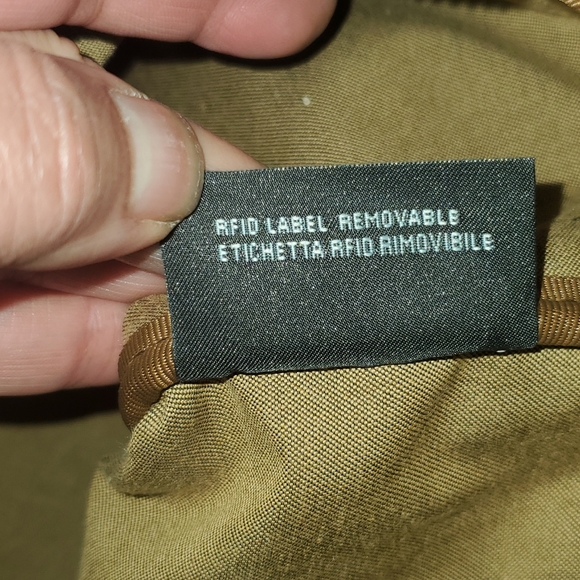 RFID LABEL REMOVABLE
ETICHETTA RFID RIMOVIBILE